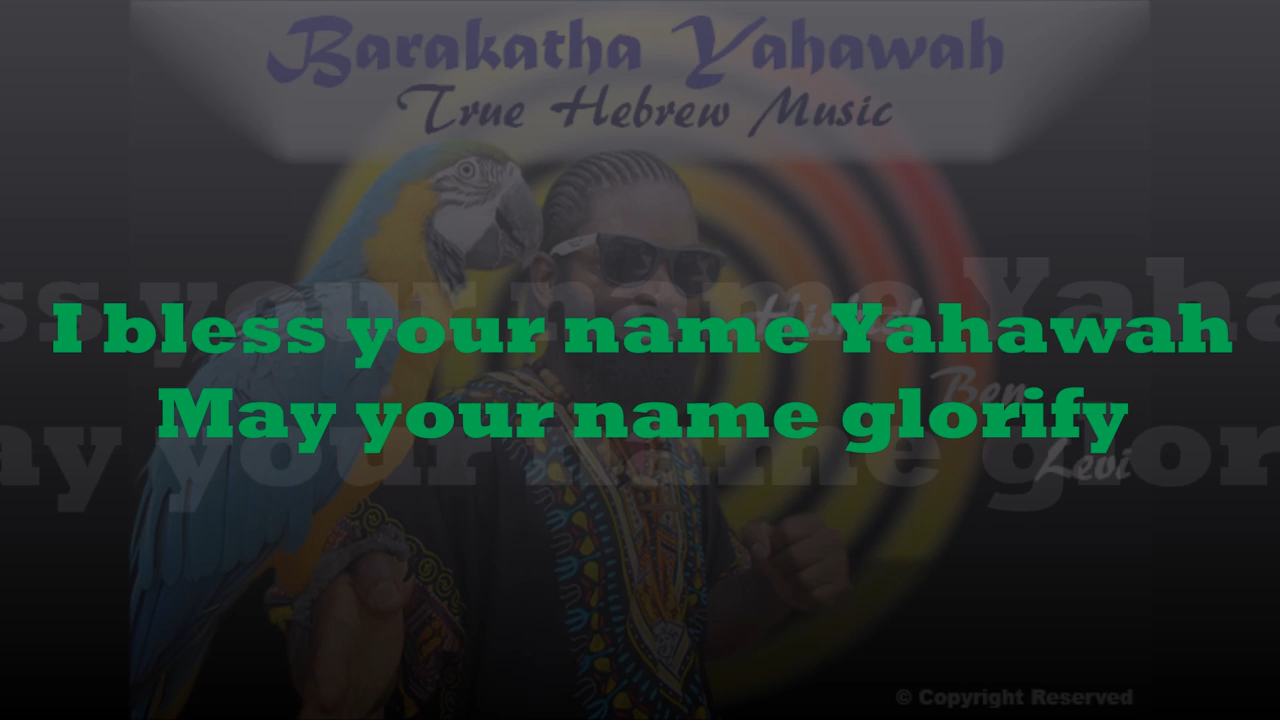 Barakatha Yahawah
True Hebrew Music
I bless your name Yahawah
May your name glorify
Ben
Levi
© Copyright Reserved